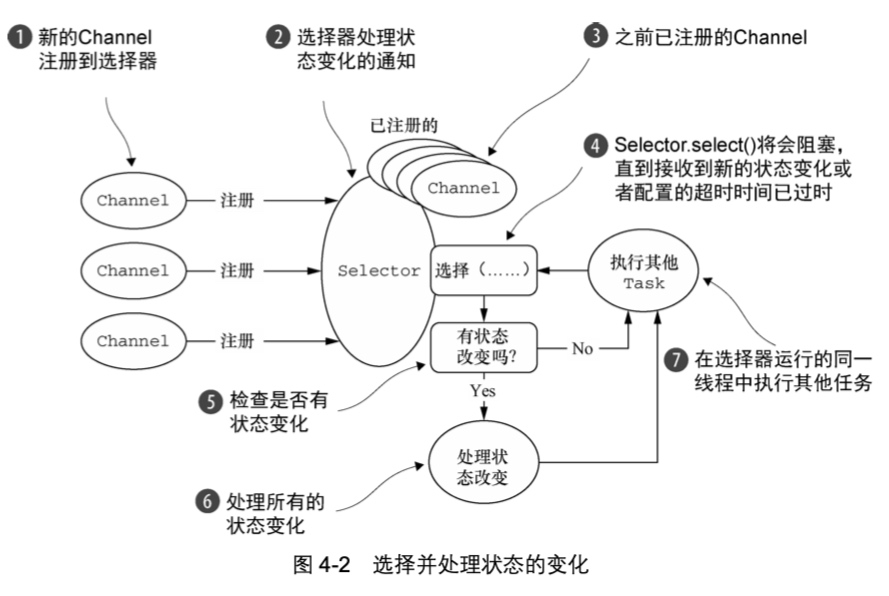 ❶ 新的Channel
注册到选择器
❷ 选择器处理状
态变化的通知
❸ 之前已注册的Channel
已注册的
Channel
❹ Selector.select()将会阻塞，
直到接收到新的状态变化或
者配置的超时时间已过时
Channel
注册
Channel
注册
Channel
注册
Selector
选择（……）
执行其他
Task
有状态
改变吗？
No
Yes
❺ 检查是否有
状态变化
❼ 在选择器运行的同一
线程中执行其他任务
处理状
态改变
❻ 处理所有的
状态变化
图 4-2 选择并处理状态的变化